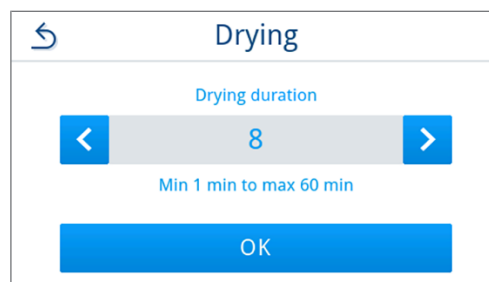 Drying
Drying duration
8
Min 1 min to max 60 min
OK